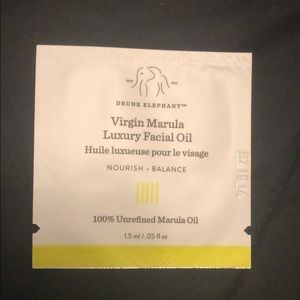 DRUNK ELEPHANT™
Virgin Marula
Luxury Facial Oil
Huile luxueuse pour le visage
NOURISH • BALANCE
100% Unrefined Marula Oil
1.5 ml / .05 fl oz